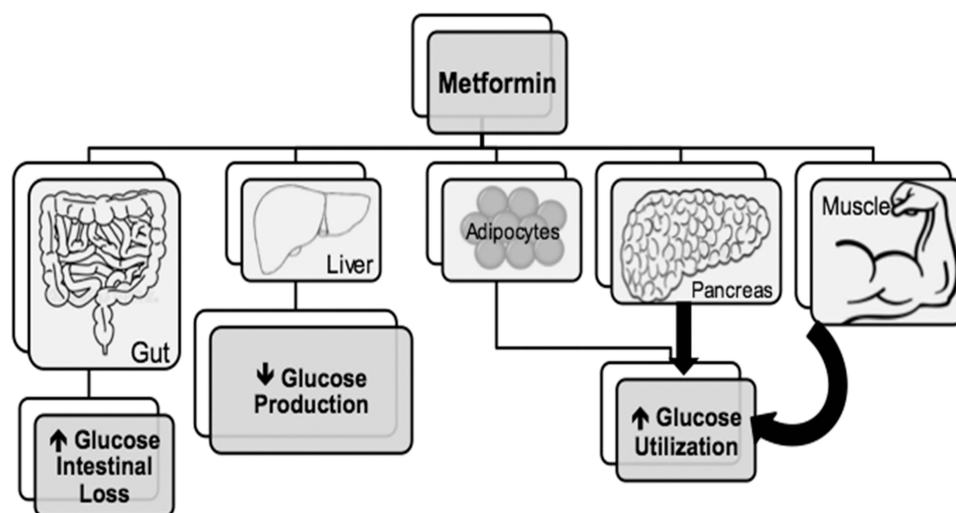 Metformin
Gut
Liver
Adipocytes
Pancreas
Muscle
↑ Glucose
Intestinal
Loss
↓ Glucose
Production
↑ Glucose
Utilization